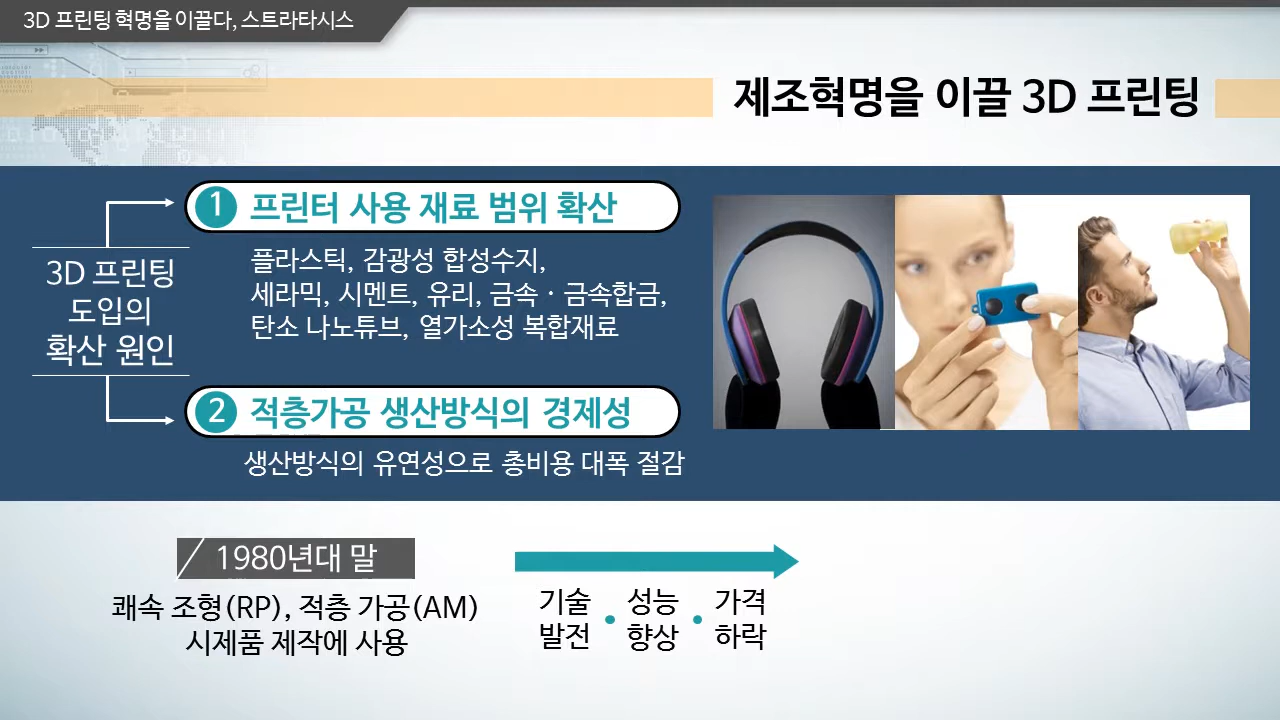 3D 프린팅 혁명을 이끌다, 스트라타시스
제조혁명을 이끌 3D 프린팅
3D 프린팅
도입의
확산 원인
1 프린터 사용 재료 범위 확산
플라스틱, 감광성 합성수지,
세라믹, 시멘트, 유리, 금속 · 금속합금,
탄소 나노튜브, 열가소성 복합재료
2 적층가공 생산방식의 경제성
생산방식의 유연성으로 총비용 대폭 절감
1980년대 말
쾌속 조형(RP), 적층 가공(AM)
시제품 제작에 사용
기술 성능 가격
발전 • 향상 • 하락